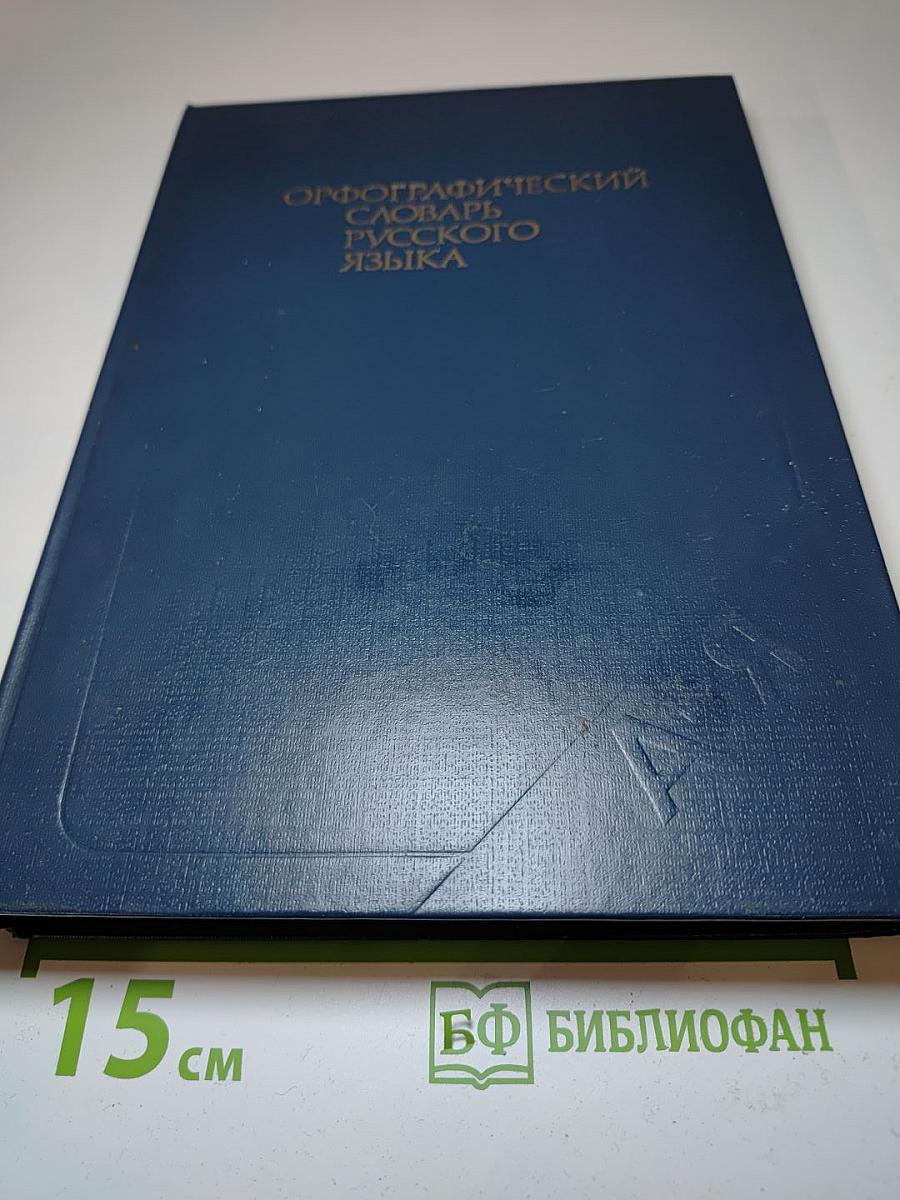 ОРФОГРАФИЧЕСКИЙ
СЛОВАРЬ
РУССКОГО
ЯЗЫКА
А/Я
15 см
БФ БИБЛИОФАН